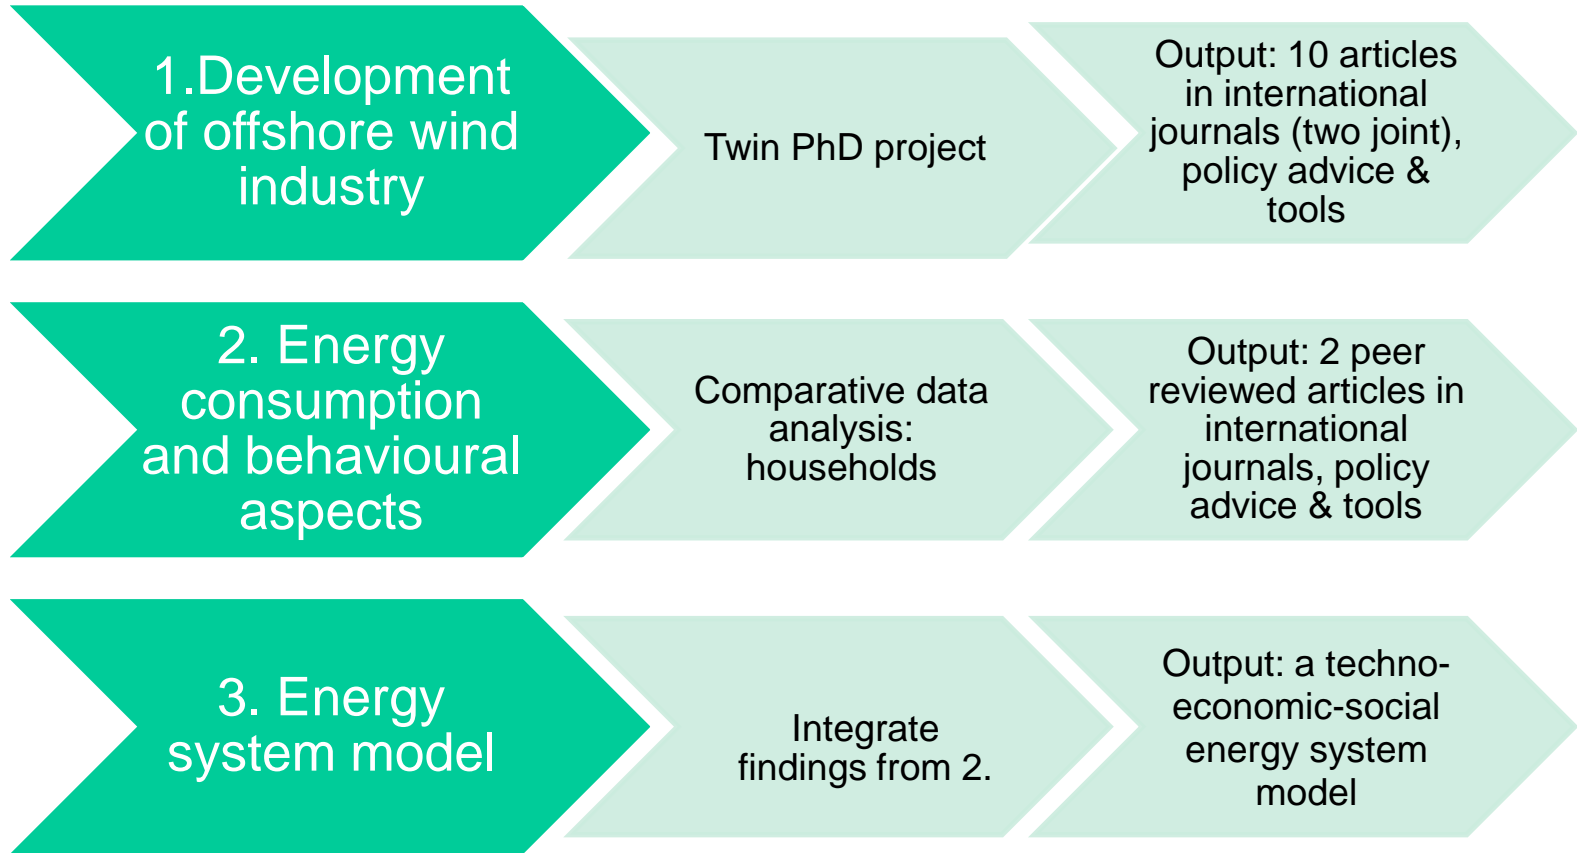 1.Development
of offshore wind
industry
Twin PhD project
Output: 10 articles
in international
journals (two joint),
policy advice &
tools
2. Energy
consumption
and behavioural
aspects
Comparative data
analysis:
households
Output: 2 peer
reviewed articles in
international
journals, policy
advice & tools
3. Energy
system model
Integrate
findings from 2.
Output: a techno-
economic-social
energy system
model